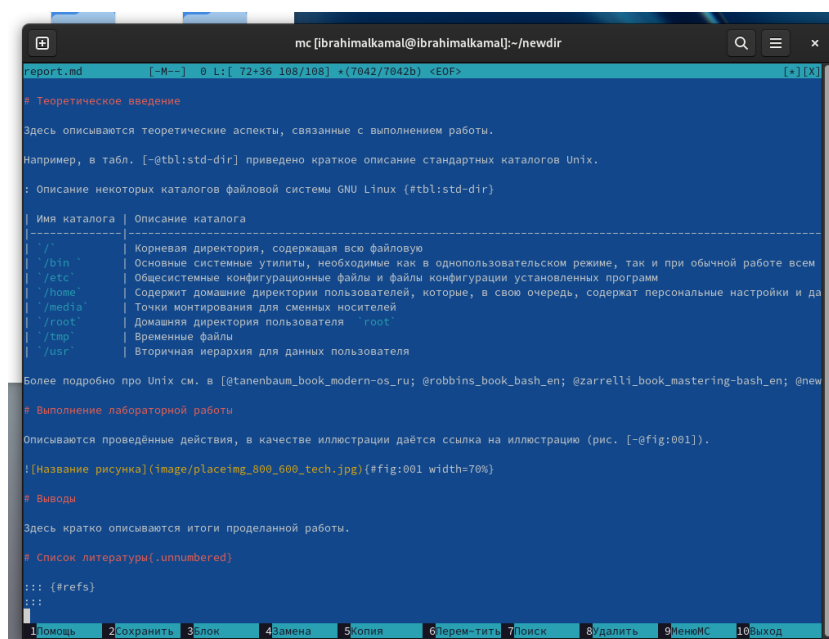 mc [ibrahimalkamal@ibrahimalkamal]:~/newdir
report.md [-M--] 0 L:[ 72+36 108/108] *(7042/7042b) <EOF> [*][X]
# Теоретическое введение
Здесь описываются теоретические аспекты, связанные с выполнением работы.
Например, в табл. [-@tbl:std-dir] приведено краткое описание стандартных каталогов Unix.
: Описание некоторых каталогов файловой системы GNU Linux {#tbl:std-dir}
| Имя каталога | Описание каталога
|--------------|----------------------------------------------------------------------------------------------------
| `/` | Корневая директория, содержащая всю файловую
| `/bin ` | Основные системные утилиты, необходимые как в однопользовательском режиме, так и при обычной работе всем
| `/etc` | Общесистемные конфигурационные файлы и файлы конфигурации установленных программ
| `/home` | Содержит домашние директории пользователей, которые, в свою очередь, содержат персональные настройки и да
| `/media` | Точки монтирования для сменных носителей
| `/root` | Домашняя директория пользователя `root`
| `/tmp` | Временные файлы
| `/usr` | Вторичная иерархия для данных пользователя
Более подробно про Unix см. в [@tanenbaum_book_modern-os_ru; @robbins_book_bash_en; @zarrelli_book_mastering-bash_en; @new
# Выполнение лабораторной работы
Описываются проведённые действия, в качестве иллюстрации даётся ссылка на иллюстрацию (рис. [-@fig:001]).
![Название рисунка](image/placeimg_800_600_tech.jpg){#fig:001 width=70%}
# Выводы
Здесь кратко описываются итоги проделанной работы.
# Список литературы{.unnumbered}
::: {#refs}
:::
1Помощь 2Сохранить 3Блок 4Замена 5Копия 6Перем~тить 7Поиск 8Удалить 9МенюMC 10Выход